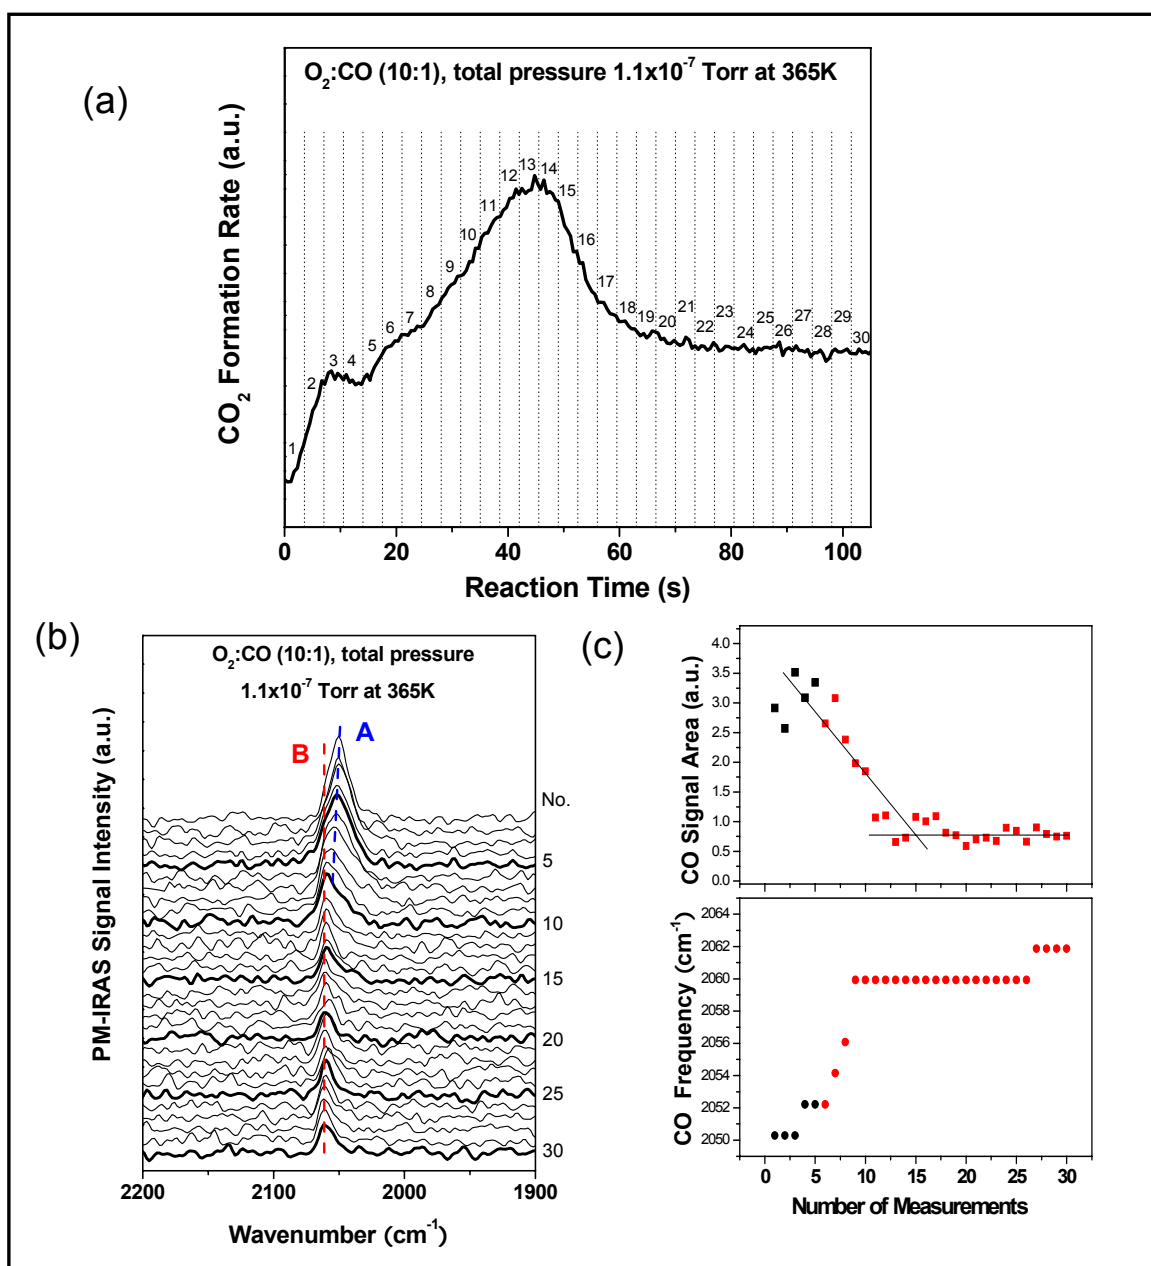 (a)
O₂:CO (10:1), total pressure 1.1x10⁻⁷ Torr at 365K
CO₂ Formation Rate (a.u.)
1 2 3 4 5 6 7 8 9 10 11 12 13 14 15 16 17 18 19 20 21 22 23 24 25 26 27 28 29 30
0 20 40 60 80 100
Reaction Time (s)
(b)
O₂:CO (10:1), total pressure
1.1x10⁻⁷ Torr at 365K
B A
No.
5
10
15
20
25
30
PM-IRAS Signal Intensity (a.u.)
2200 2100 2000 1900
Wavenumber (cm⁻¹)
(c)
CO Signal Area (a.u.)
4.0
3.5
3.0
2.5
2.0
1.5
1.0
0.5
0.0
CO Frequency (cm⁻¹)
2064
2062
2060
2058
2056
2054
2052
2050
0 5 10 15 20 25 30
Number of Measurements